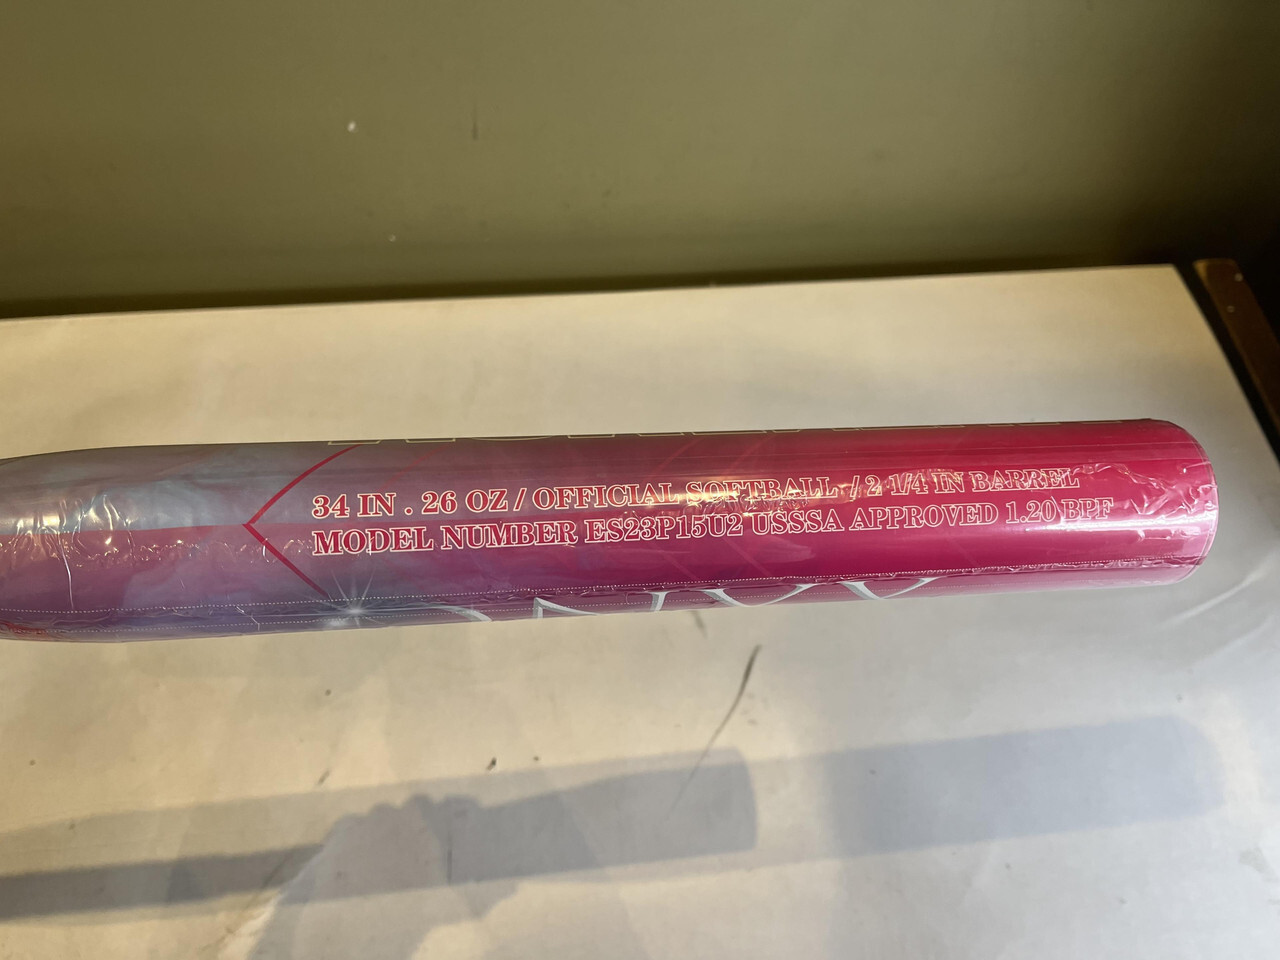 34 IN . 26 OZ / OFFICIAL SOFTBALL / 2 1/4 IN BARREL
MODEL NUMBER ES23P15U2 USSSA APPROVED 1.20 BPF